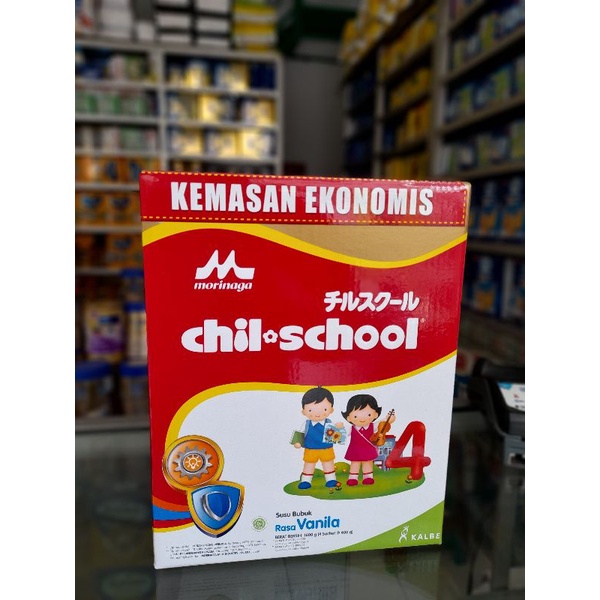 KEMASAN EKONOMIS
morinaga
チルスクール
chil school
4
Susu Bubuk
Rasa Vanila
KALBE